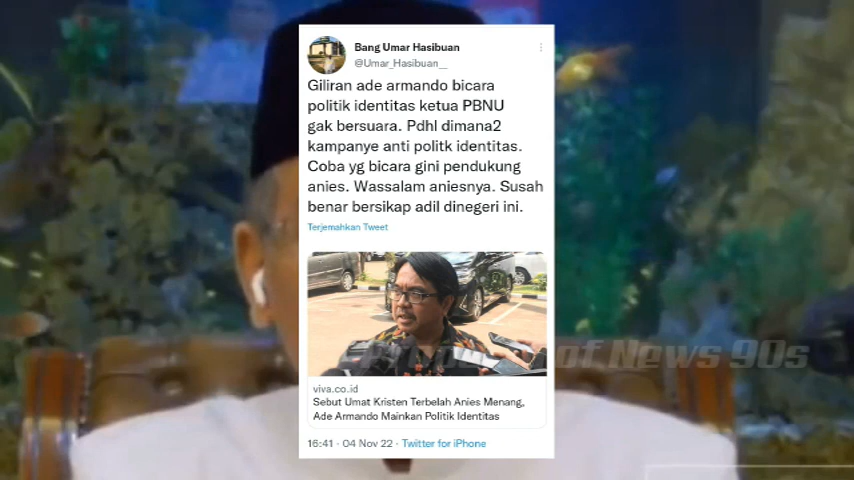 Bang Umar Hasibuan
@Umar_Hasibuan__
Giliran ade armando bicara
politik identitas ketua PBNU
gak bersuara. Pdhl dimana2
kampanye anti politk identitas.
Coba yg bicara gini pendukung
anies. Wassalam aniesnya. Susah
benar bersikap adil dinegeri ini.
Terjemahkan Tweet
of News 90s
viva.co.id
Sebut Umat Kristen Terbelah Anies Menang,
Ade Armando Mainkan Politik Identitas
16:41 · 04 Nov 22 · Twitter for iPhone